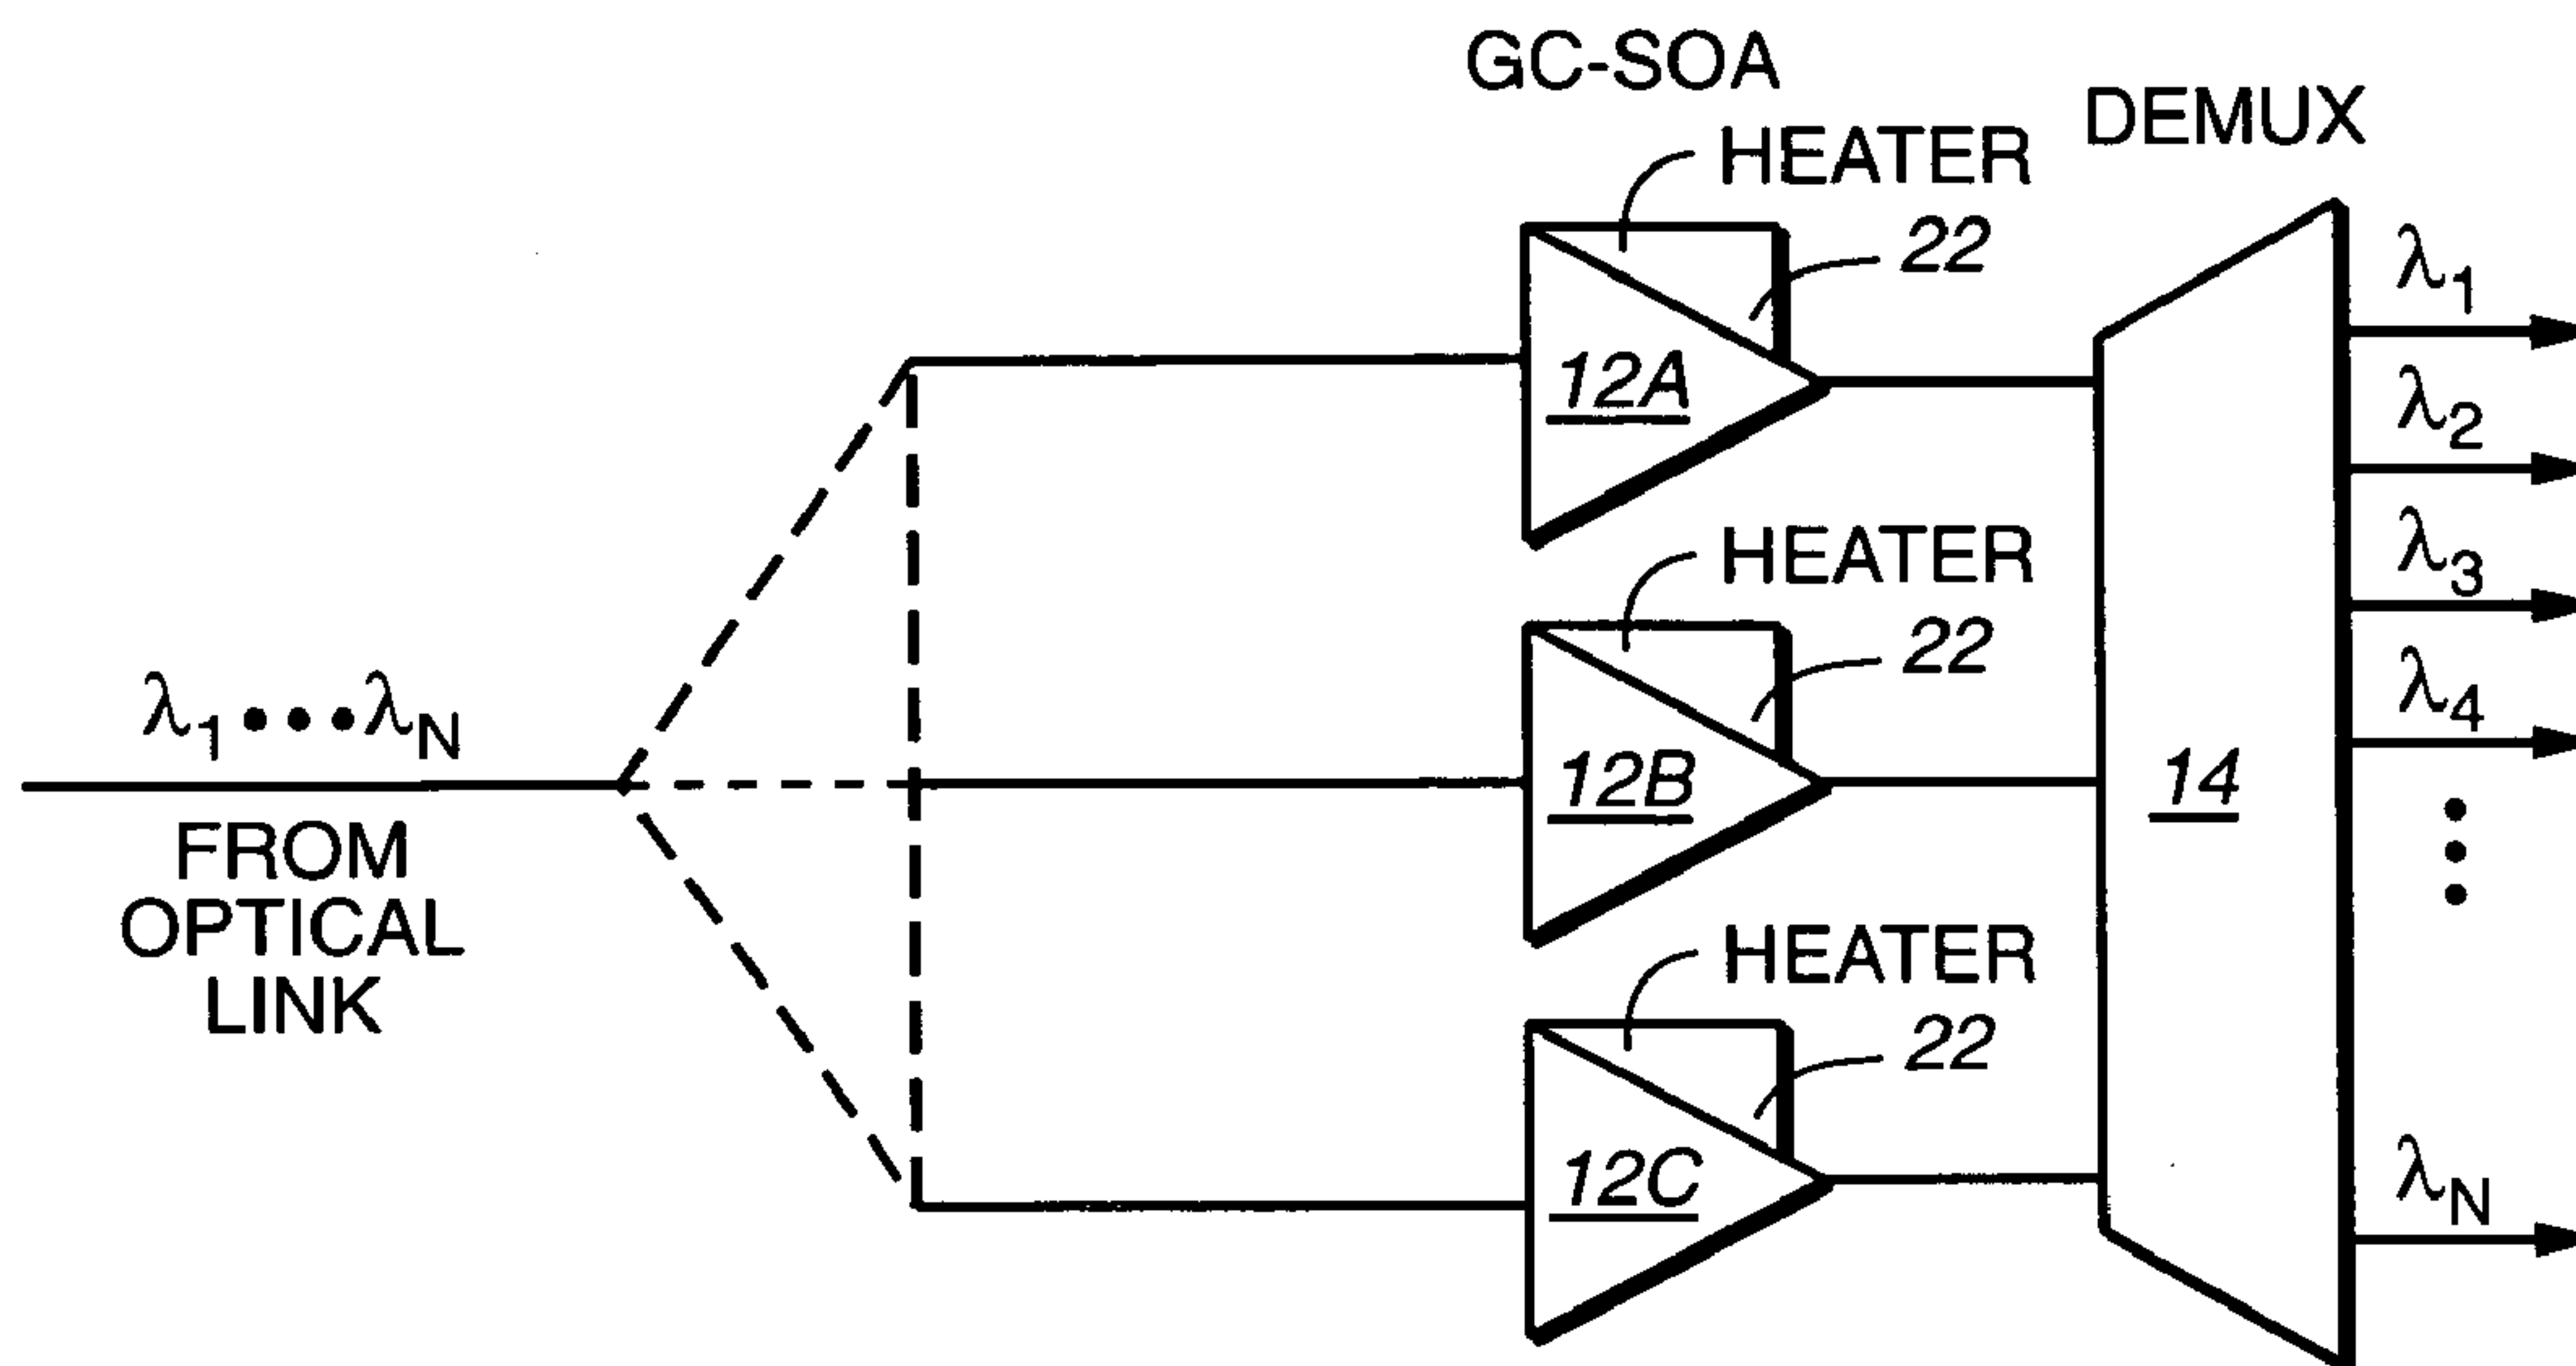 GC-SOA
DEMUX
HEATER
22
12A
HEATER
22
12B
HEATER
22
12C
14
λ1•••λN
FROM
OPTICAL
LINK
λ1
λ2
λ3
λ4
λN